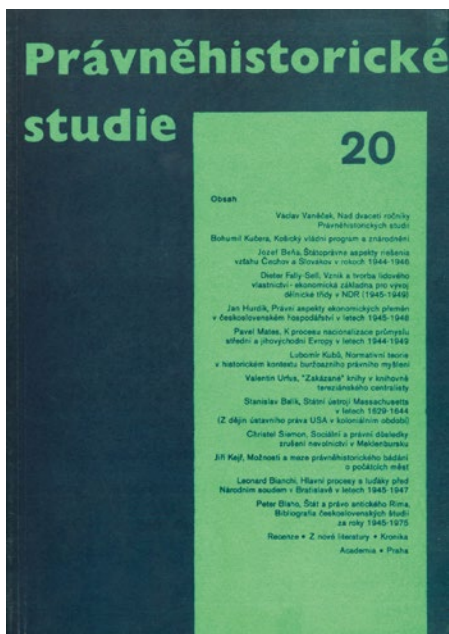 Právněhistorické
studie
20
Obsah
Václav Vaněček, Nad dvaceti ročníky
Právněhistorických studií
Bohumil Kučera, Košický vládní program a znárodnění
Jozef Beňa, Štátoprávne aspekty riešenia
vzťahu Čechov a Slovákov v rokoch 1944-1946
Dieter Fally-Sell, Vznik a tvorba lidového
vlastnictví - ekonomická základna pro vývoj
dělnické třídy v NDR (1945-1949)
Jan Hurdík, Právní aspekty ekonomických přeměn
v československém hospodářství v letech 1945-1948
Pavel Mates, K procesu nacionalizace průmyslu
střední a jihovýchodní Evropy v letech 1944-1949
Lubomír Kubů, Normativní teorie
v historickém kontextu buržoazního právního myšlení
Valentin Urfus, "Zakázané" knihy v knihovně
tereziánského centralisty
Stanislav Balík, Státní ústrojí Massachusetts
v letech 1629-1644
(Z dějin ústavního práva USA v koloniálním období)
Christel Siemon, Sociální a právní důsledky
zrušení nevolnictví v Meklenbursku
Jiří Kejř, Možnosti a meze právněhistorického bádání
o počátcích měst
Leonard Bianchi, Hlavní procesy s luďáky před
Národním soudem v Bratislavě v letech 1945-1947
Peter Blaho, Štát a právo antického Ríma,
Bibliografia československých štúdií
za roky 1945-1975
Recenze • Z nové literatury • Kronika
Academia • Praha